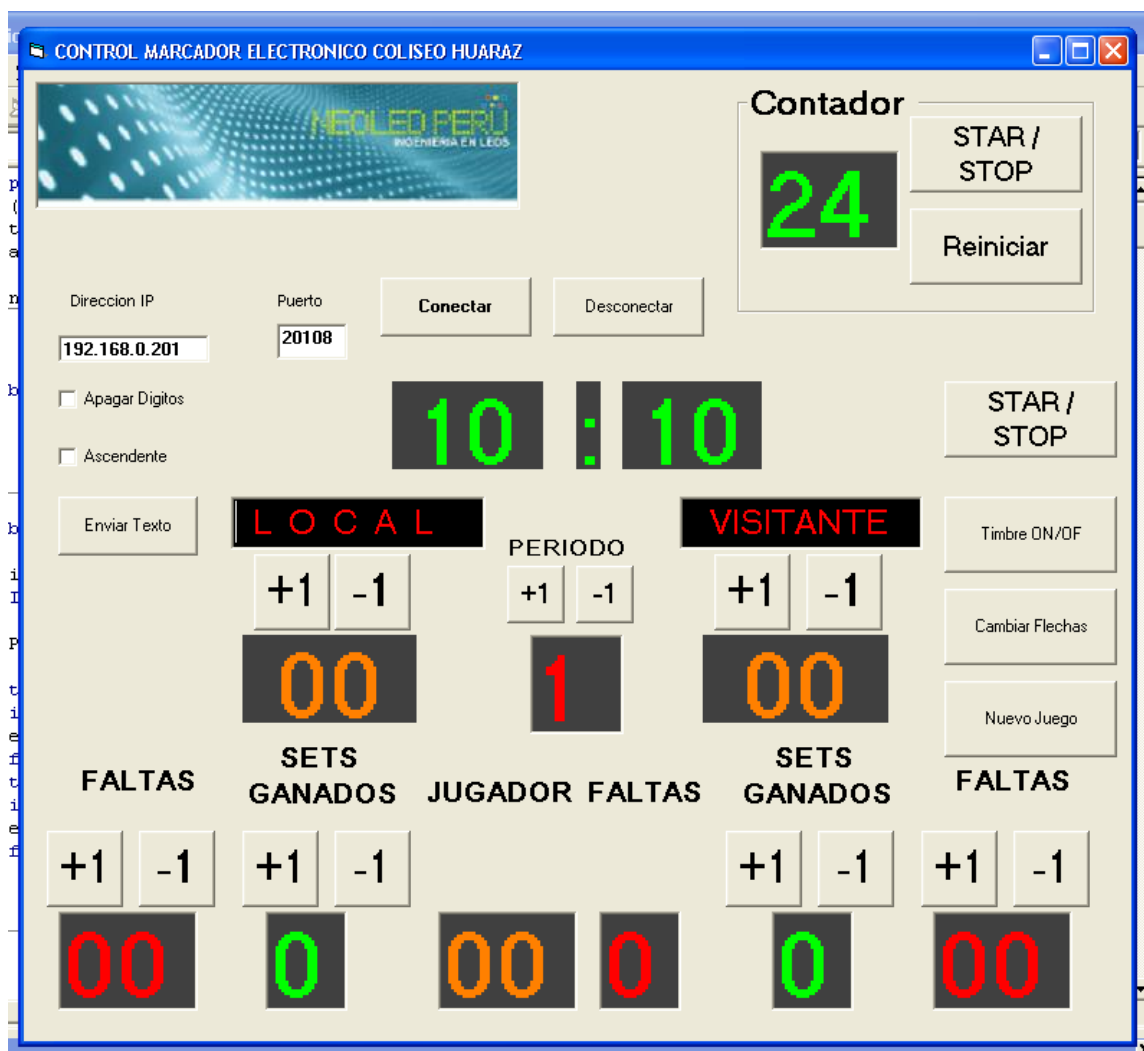 CONTROL MARCADOR ELECTRONICO COLISEO HUARAZ
NEOLED PERÚ
INGENIERIA EN LEDS
Contador
24
STAR /
STOP
Reiniciar
Direccion IP
Puerto
Conectar
Desconectar
192.168.0.201
20108
Apagar Digitos
Ascendente
10 : 10
STAR /
STOP
Enviar Texto
LOCAL
PERIODO
VISITANTE
Timbre ON/OF
+1 -1
+1 -1
+1 -1
Cambiar Flechas
00
1
00
Nuevo Juego
FALTAS
SETS
GANADOS
JUGADOR FALTAS
SETS
GANADOS
FALTAS
+1 -1
+1 -1
+1 -1
+1 -1
00
0
00
0
0
00